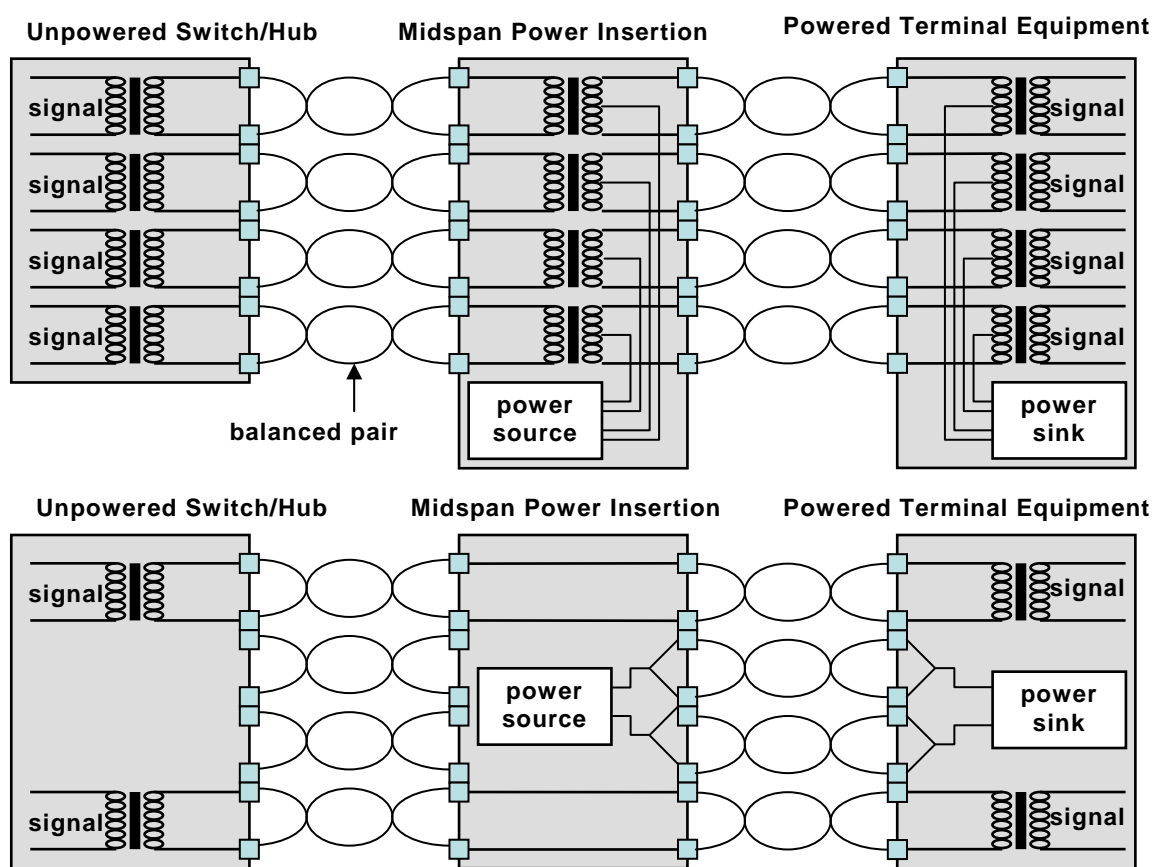 Unpowered Switch/Hub
Midspan Power Insertion
Powered Terminal Equipment
signal
signal
signal
signal
signal
signal
signal
signal
balanced pair
power
source
power
sink
Unpowered Switch/Hub
Midspan Power Insertion
Powered Terminal Equipment
signal
signal
power
source
power
sink
signal
signal